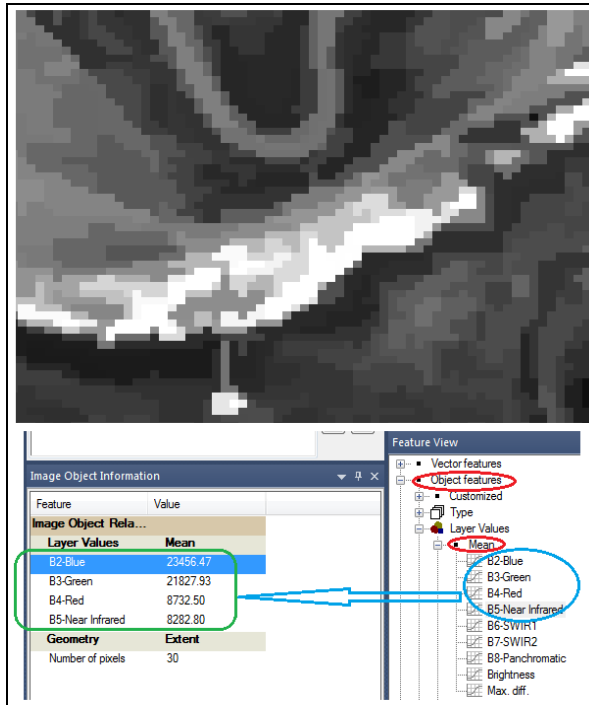 Feature View
Vector features
Object features
Customized
Type
Layer Values
Mean
B2-Blue
B3-Green
B4-Red
B5-Near Infrared
B6-SWIR1
B7-SWIR2
B8-Panchromatic
Brightness
Max. diff.
Image Object Information
Feature Value
Image Object Rela...
Layer Values Mean
B2-Blue 23456.47
B3-Green 21827.93
B4-Red 8732.50
B5-Near Infrared 8282.80
Geometry Extent
Number of pixels 30